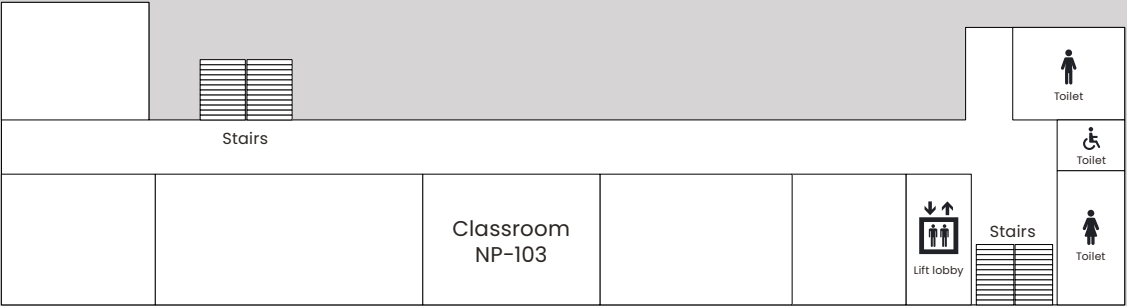 Toilet
Stairs
Toilet
Classroom
NP-103
Stairs
Lift lobby
Toilet